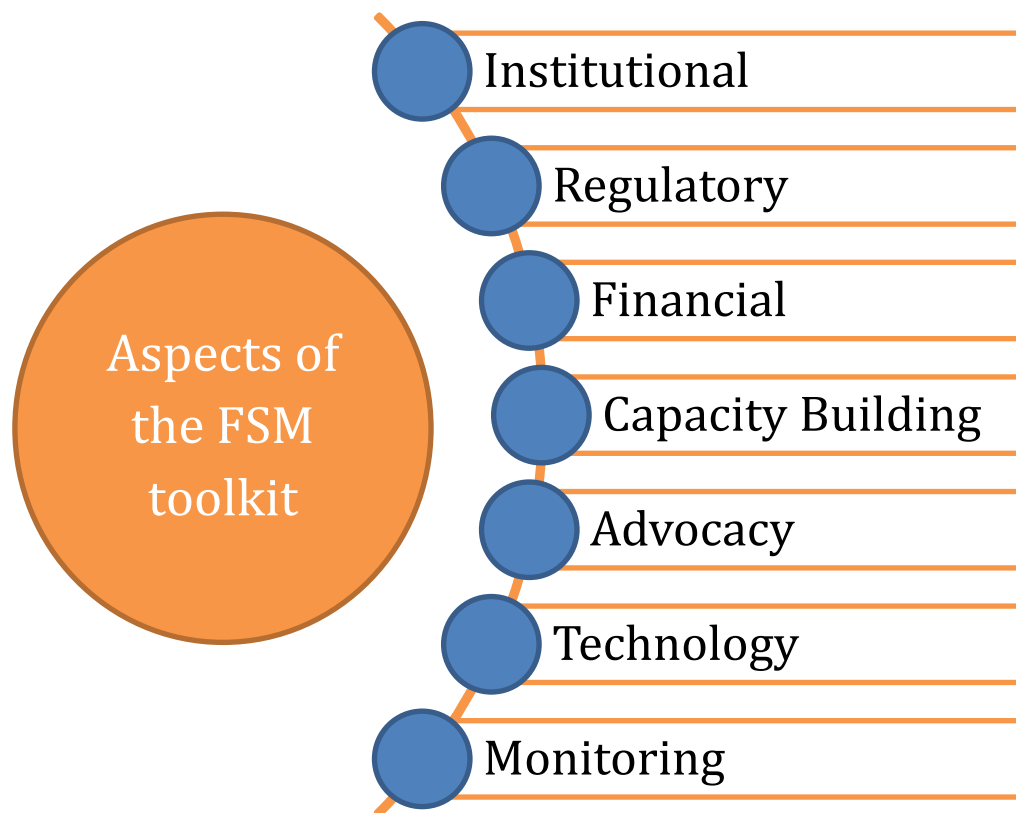 Aspects of
the FSM
toolkit
Institutional
Regulatory
Financial
Capacity Building
Advocacy
Technology
Monitoring